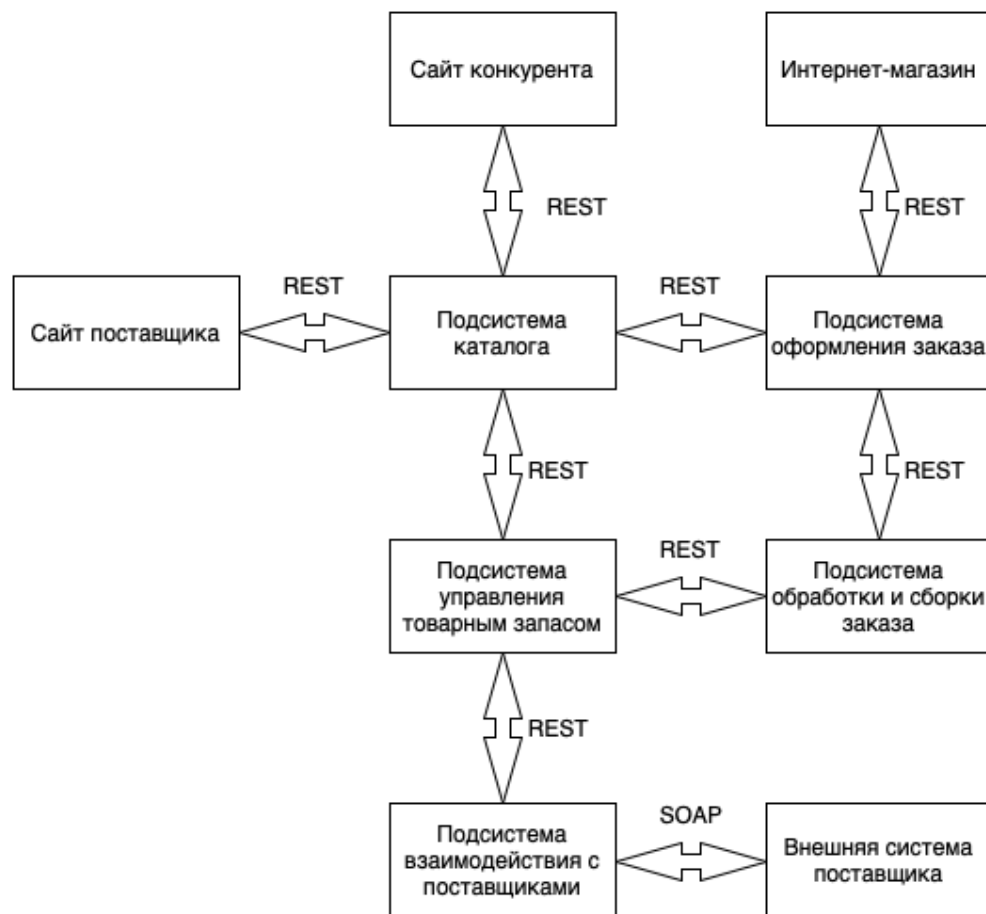 Сайт конкурента
Интернет-магазин
REST
REST
Сайт поставщика
REST
Подсистема
каталога
REST
Подсистема
оформления заказа
REST
REST
Подсистема
управления
товарным запасом
REST
Подсистема
обработки и сборки
заказа
REST
Подсистема
взаимодействия с
поставщиками
SOAP
Внешняя система
поставщика